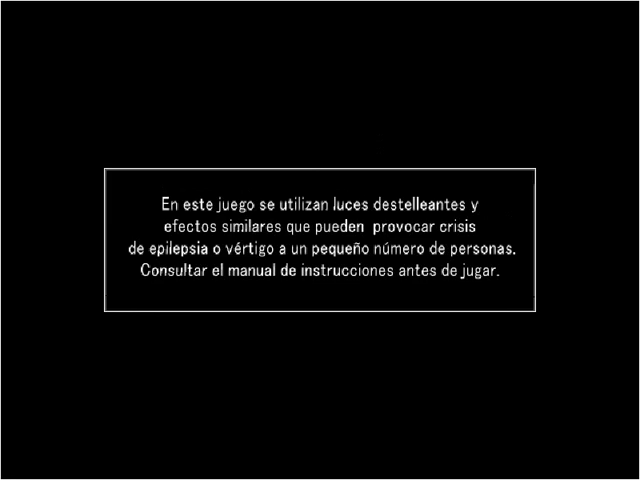 En este juego se utilizan luces destelleantes y
efectos similares que pueden provocar crisis
de epilepsia o vértigo a un pequeño número de personas.
Consultar el manual de instrucciones antes de jugar.